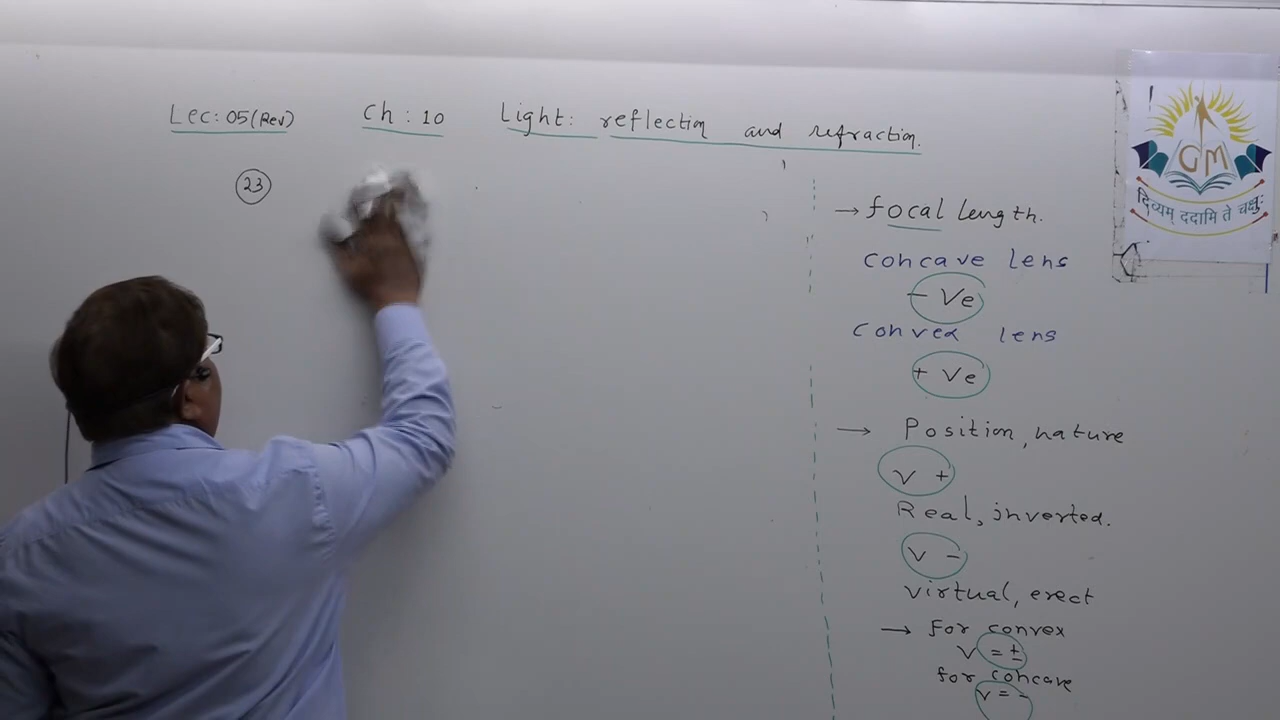 Lec: 05(Rev) Ch: 10 Light: reflection and refraction.
23
→ focal length.
concave lens
- Ve
convex lens
+ Ve
→ Position, nature
v +
Real, inverted.
v -
virtual, erect
→ for convex
v = ±
for concave
v = -
GM
दिव्यम् ददामि ते चक्षुः